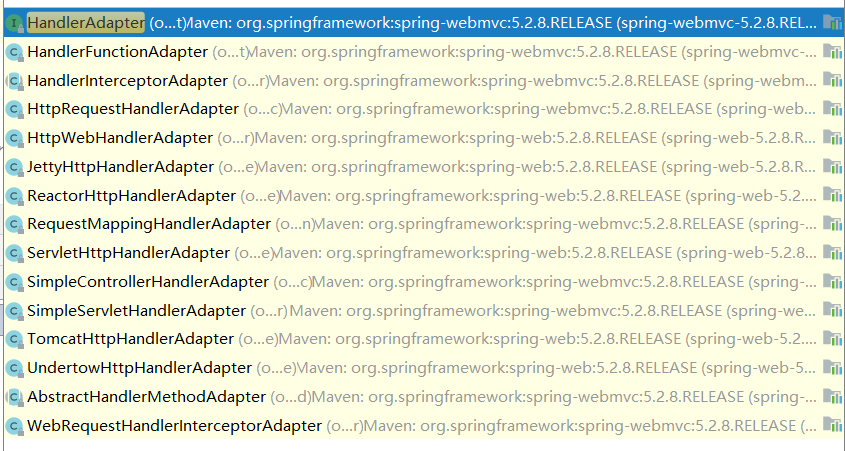 HandlerAdapter (o...t)Maven: org.springframework:spring-webmvc:5.2.8.RELEASE (spring-webmvc-5.2.8.REL...
HandlerFunctionAdapter (o...t)Maven: org.springframework:spring-webmvc:5.2.8.RELEASE (spring-webmvc-...
HandlerInterceptorAdapter (o...r)Maven: org.springframework:spring-webmvc:5.2.8.RELEASE (spring-webm...
HttpRequestHandlerAdapter (o...c)Maven: org.springframework:spring-webmvc:5.2.8.RELEASE (spring-web...
HttpWebHandlerAdapter (o...r)Maven: org.springframework:spring-web:5.2.8.RELEASE (spring-web-5.2.8.R...
JettyHttpHandlerAdapter (o...e)Maven: org.springframework:spring-web:5.2.8.RELEASE (spring-web-5.2.8...
ReactorHttpHandlerAdapter (o...e)Maven: org.springframework:spring-web:5.2.8.RELEASE (spring-web-5.2....
RequestMappingHandlerAdapter (o...n)Maven: org.springframework:spring-webmvc:5.2.8.RELEASE (spring-...
ServletHttpHandlerAdapter (o...e)Maven: org.springframework:spring-web:5.2.8.RELEASE (spring-web-5.2.8...
SimpleControllerHandlerAdapter (o...c)Maven: org.springframework:spring-webmvc:5.2.8.RELEASE (spring-...
SimpleServletHandlerAdapter (o...r) Maven: org.springframework:spring-webmvc:5.2.8.RELEASE (spring-we...
TomcatHttpHandlerAdapter (o...e)Maven: org.springframework:spring-web:5.2.8.RELEASE (spring-web-5.2....
UndertowHttpHandlerAdapter (o...e)Maven: org.springframework:spring-web:5.2.8.RELEASE (spring-web-5...
AbstractHandlerMethodAdapter (o...d)Maven: org.springframework:spring-webmvc:5.2.8.RELEASE (spring-...
WebRequestHandlerInterceptorAdapter (o...r)Maven: org.springframework:spring-webmvc:5.2.8.RELEASE (...